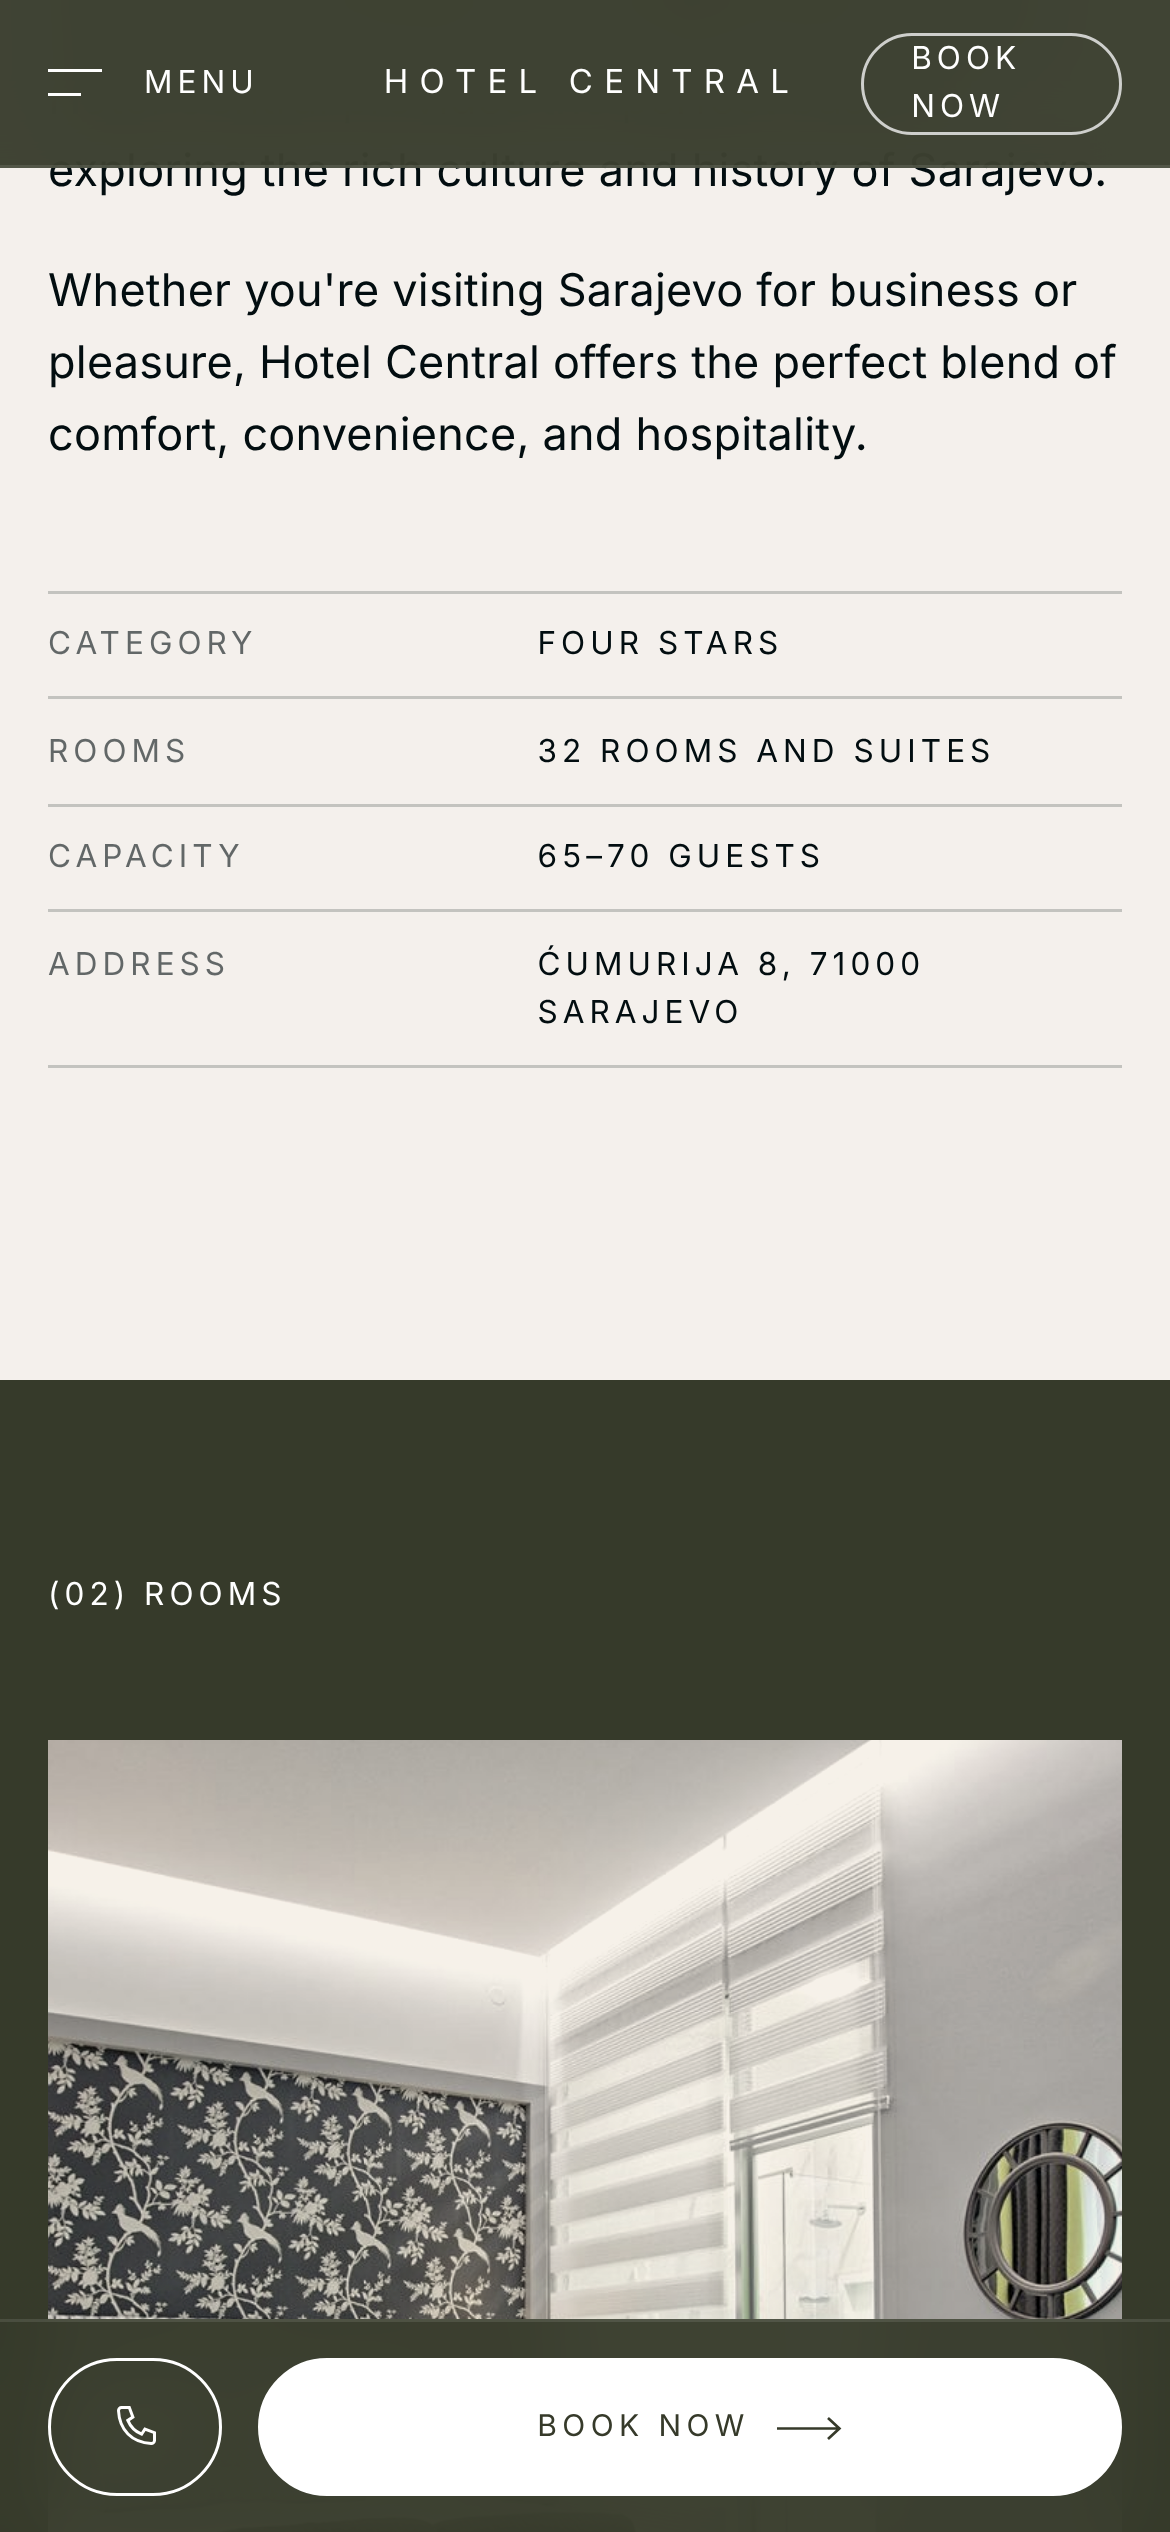 MENU
HOTEL CENTRAL
BOOK
NOW
exploring the rich culture and history of Sarajevo.
Whether you're visiting Sarajevo for business or
pleasure, Hotel Central offers the perfect blend of
comfort, convenience, and hospitality.
CATEGORY FOUR STARS
ROOMS 32 ROOMS AND SUITES
CAPACITY 65–70 GUESTS
ADDRESS ĆUMURIJA 8, 71000
SARAJEVO
(02) ROOMS
BOOK NOW